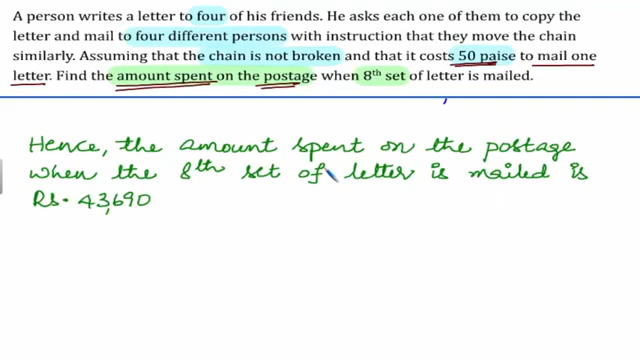 A person writes a letter to four of his friends. He asks each one of them to copy the
letter and mail to four different persons with instruction that they move the chain
similarly. Assuming that the chain is not broken and that it costs 50 paise to mail one
letter. Find the amount spent on the postage when 8th set of letter is mailed.
Hence, the amount spent on the postage
when the 8th set of letter is mailed is
Rs. 43,690